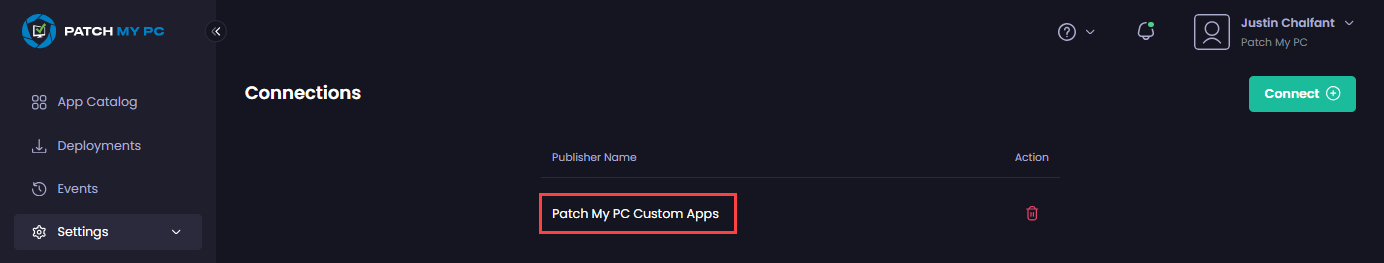 PATCH MY PC
Justin Chalfant
Patch My PC
App Catalog
Deployments
Events
Settings
Connections
Connect
Publisher Name Action
Patch My PC Custom Apps